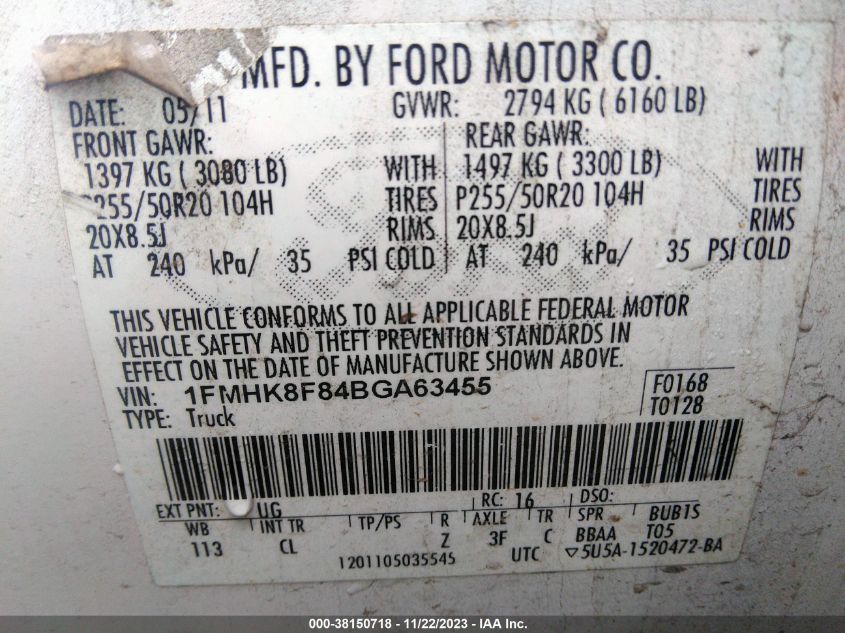 MFD. BY FORD MOTOR CO.
DATE: 05/11 GVWR: 2794 KG ( 6160 LB)
FRONT GAWR: REAR GAWR:
1397 KG ( 3080 LB) WITH 1497 KG ( 3300 LB) WITH
P255/50R20 104H TIRES P255/50R20 104H TIRES
20X8.5J RIMS 20X8.5J RIMS
AT 240 kPa/ 35 PSI COLD AT 240 kPa/ 35 PSI COLD
THIS VEHICLE CONFORMS TO ALL APPLICABLE FEDERAL MOTOR
VEHICLE SAFETY AND THEFT PREVENTION STANDARDS IN
EFFECT ON THE DATE OF MANUFACTURE SHOWN ABOVE.
VIN: 1FMHK8F84BGA63455 F0168
TYPE: Truck T0128
EXT PNT: UG RC: 16 DSO:
WB INT TR TP/PS R AXLE TR SPR BUB1S
113 CL Z 3F C BBAA T05
1201105035545 UTC ▽5U5A-1520472-BA
000-38150718 - 11/22/2023 - IAA Inc.